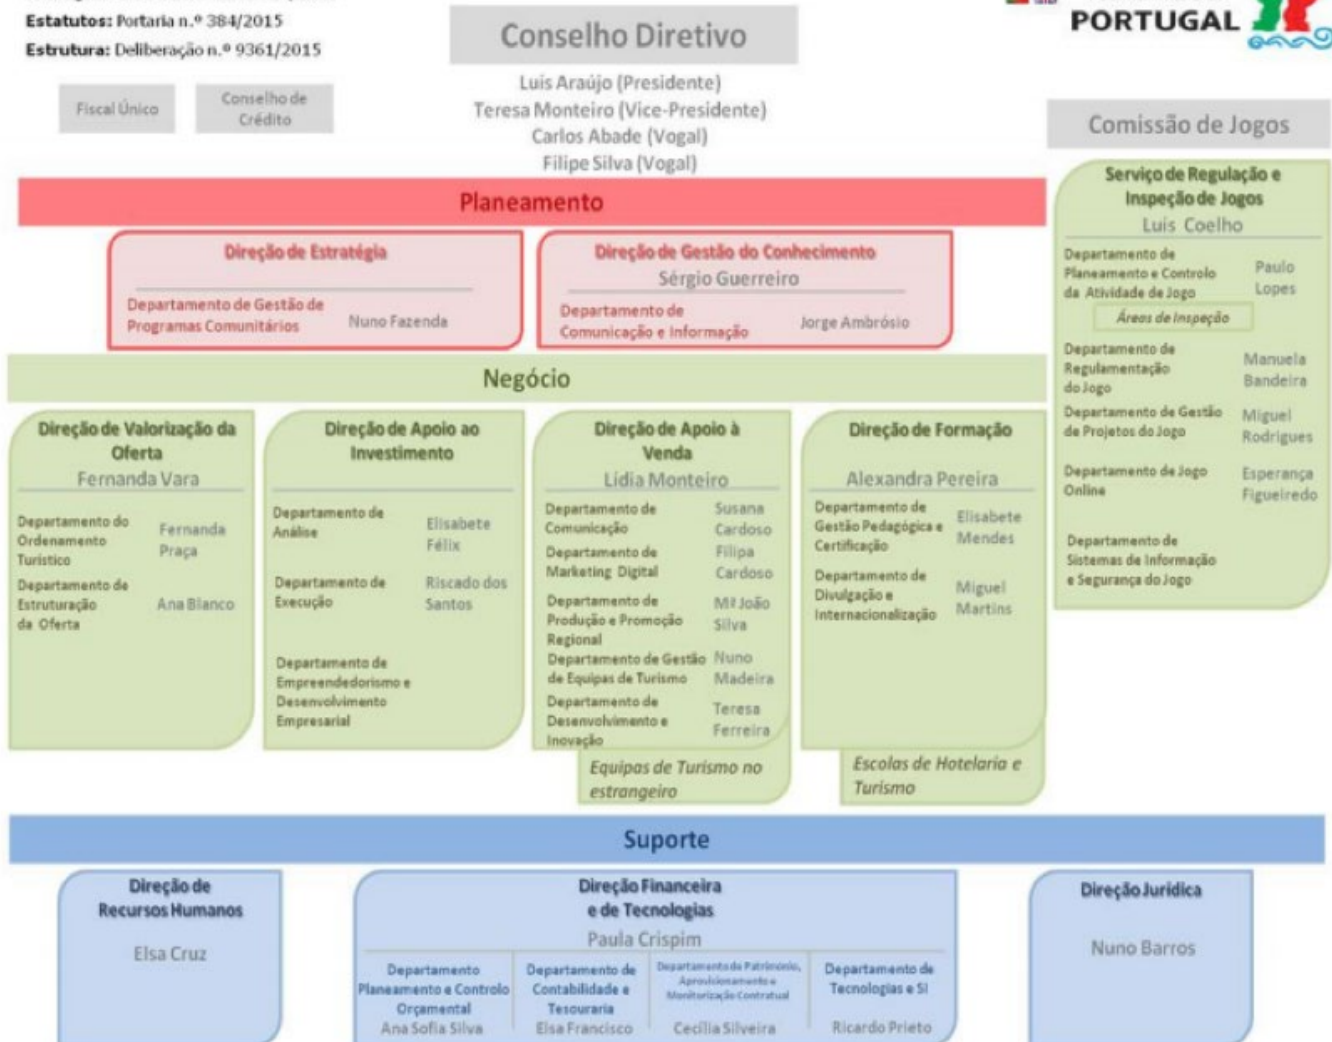 Estatutos: Portaria n.º 384/2015
Estrutura: Deliberação n.º 9361/2015
PORTUGAL
Conselho Diretivo
Luís Araújo (Presidente)
Teresa Monteiro (Vice-Presidente)
Carlos Abade (Vogal)
Filipe Silva (Vogal)
Fiscal Único
Conselho de
Crédito
Comissão de Jogos
Serviço de Regulação e
Inspeção de Jogos
Luís Coelho
Departamento de
Planeamento e Controlo
da Atividade de Jogo
Paulo
Lopes
Áreas de Inspeção
Departamento de
Regulamentação
do Jogo
Manuela
Bandeira
Departamento de Gestão
de Projetos do Jogo
Miguel
Rodrigues
Departamento de Jogo
Online
Esperança
Figueiredo
Departamento de
Sistemas de Informação
e Segurança do Jogo
Planeamento
Direção de Estratégia
Departamento de Gestão de
Programas Comunitários
Nuno Fazenda
Direção de Gestão do Conhecimento
Sérgio Guerreiro
Departamento de
Comunicação e Informação
Jorge Ambrósio
Negócio
Direção de Valorização da
Oferta
Fernanda Vara
Departamento do
Ordenamento
Turístico
Fernanda
Praça
Departamento de
Estruturação
da Oferta
Ana Blanco
Direção de Apoio ao
Investimento
Departamento de
Análise
Elisabete
Félix
Departamento de
Execução
Riscado dos
Santos
Departamento de
Empreendedorismo e
Desenvolvimento
Empresarial
Direção de Apoio à
Venda
Lídia Monteiro
Departamento de
Comunicação
Susana
Cardoso
Departamento de
Marketing Digital
Filipa
Cardoso
Departamento de
Produção e Promoção
Regional
Mª João
Silva
Departamento de Gestão
de Equipas de Turismo
Nuno
Madeira
Departamento de
Desenvolvimento e
Inovação
Teresa
Ferreira
Equipas de Turismo no
estrangeiro
Direção de Formação
Alexandra Pereira
Departamento de
Gestão Pedagógica e
Certificação
Elisabete
Mendes
Departamento de
Divulgação e
Internacionalização
Miguel
Martins
Escolas de Hotelaria e
Turismo
Suporte
Direção de
Recursos Humanos
Elsa Cruz
Direção Financeira
e de Tecnologias
Paula Crispim
Departamento
Planeamento e Controlo
Orçamental
Ana Sofia Silva
Departamento de
Contabilidade e
Tesouraria
Elsa Francisco
Departamento de Património,
Aprovisionamento e
Monitorização Contratual
Cecília Silveira
Departamento de
Tecnologias e SI
Ricardo Prieto
Direção Jurídica
Nuno Barros